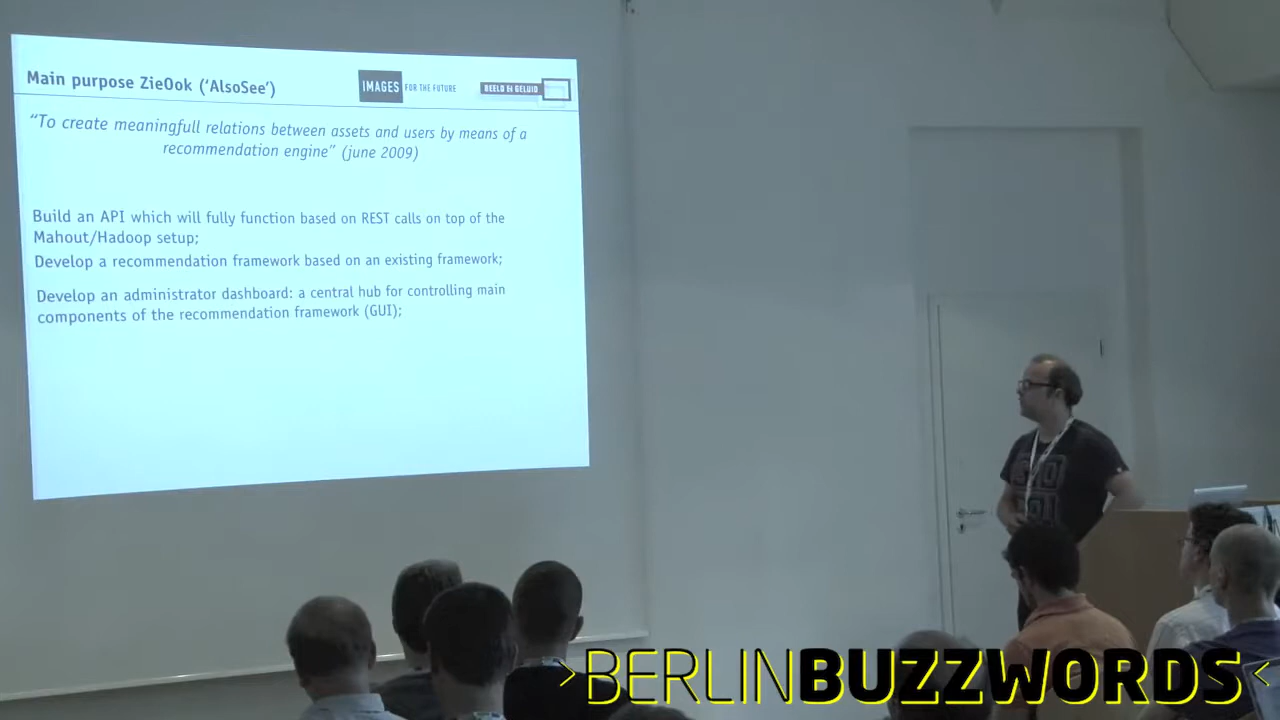 Main purpose ZieOok ('AlsoSee')
IMAGES FOR THE FUTURE
BEELD EN GELUID
"To create meaningfull relations between assets and users by means of a
recommendation engine" (june 2009)
Build an API which will fully function based on REST calls on top of the
Mahout/Hadoop setup;
Develop a recommendation framework based on an existing framework;
Develop an administrator dashboard: a central hub for controlling main
components of the recommendation framework (GUI);
>BERLINBUZZWORDS<